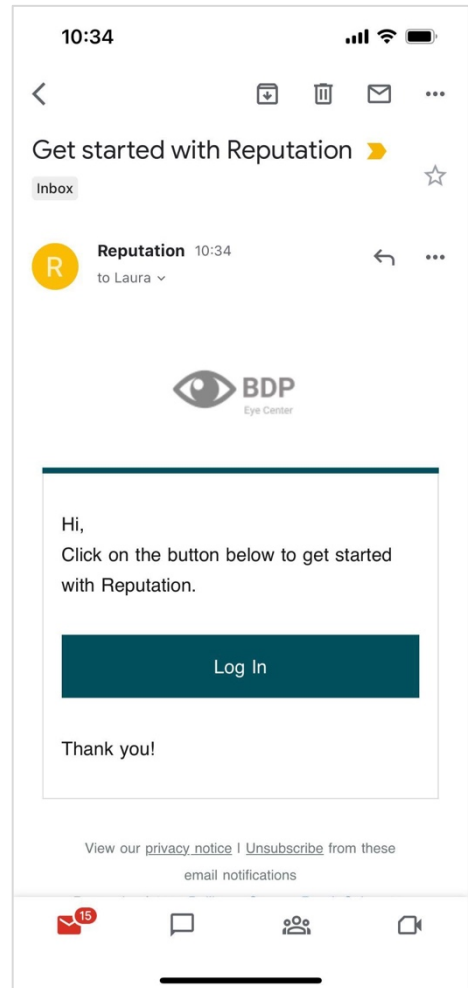 10:34
Get started with Reputation
Inbox
R
Reputation 10:34
to Laura
BDP
Eye Center
Hi,
Click on the button below to get started
with Reputation.
Log In
Thank you!
View our privacy notice | Unsubscribe from these
email notifications
15